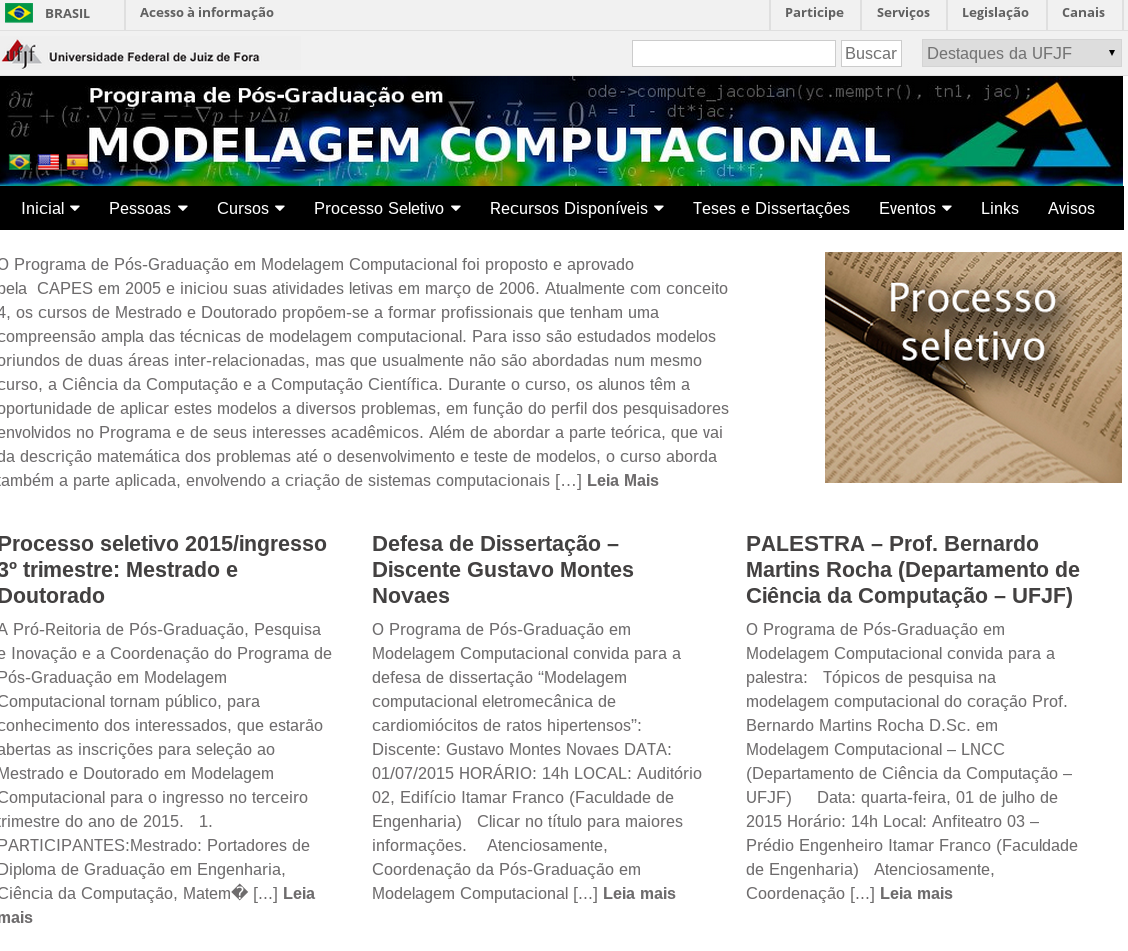 BRASIL Acesso à informação Participe Serviços Legislação Canais
ufjf Universidade Federal de Juiz de Fora Buscar Destaques da UFJF
Programa de Pós-Graduação em
MODELAGEM COMPUTACIONAL
ode->compute_jacobian(yc.memptr(), tn1, jac);
A = I - dt*jac;
b = yo - yc + dt*f;
Inicial Pessoas Cursos Processo Seletivo Recursos Disponíveis Teses e Dissertações Eventos Links Avisos
O Programa de Pós-Graduação em Modelagem Computacional foi proposto e aprovado
pela CAPES em 2005 e iniciou suas atividades letivas em março de 2006. Atualmente com conceito
4, os cursos de Mestrado e Doutorado propõem-se a formar profissionais que tenham uma
compreensão ampla das técnicas de modelagem computacional. Para isso são estudados modelos
oriundos de duas áreas inter-relacionadas, mas que usualmente não são abordadas num mesmo
curso, a Ciência da Computação e a Computação Científica. Durante o curso, os alunos têm a
oportunidade de aplicar estes modelos a diversos problemas, em função do perfil dos pesquisadores
envolvidos no Programa e de seus interesses acadêmicos. Além de abordar a parte teórica, que vai
da descrição matemática dos problemas até o desenvolvimento e teste de modelos, o curso aborda
também a parte aplicada, envolvendo a criação de sistemas computacionais […] Leia Mais
Processo
seletivo
Processo seletivo 2015/ingresso
3º trimestre: Mestrado e
Doutorado
A Pró-Reitoria de Pós-Graduação, Pesquisa
e Inovação e a Coordenação do Programa de
Pós-Graduação em Modelagem
Computacional tornam público, para
conhecimento dos interessados, que estarão
abertas as inscrições para seleção ao
Mestrado e Doutorado em Modelagem
Computacional para o ingresso no terceiro
trimestre do ano de 2015. 1.
PARTICIPANTES:Mestrado: Portadores de
Diploma de Graduação em Engenharia,
Ciência da Computação, Matem� […] Leia
mais
Defesa de Dissertação –
Discente Gustavo Montes
Novaes
O Programa de Pós-Graduação em
Modelagem Computacional convida para a
defesa de dissertação “Modelagem
computacional eletromecânica de
cardiomiócitos de ratos hipertensos”:
Discente: Gustavo Montes Novaes DATA:
01/07/2015 HORÁRIO: 14h LOCAL: Auditório
02, Edifício Itamar Franco (Faculdade de
Engenharia) Clicar no título para maiores
informações. Atenciosamente,
Coordenação da Pós-Graduação em
Modelagem Computacional […] Leia mais
PALESTRA – Prof. Bernardo
Martins Rocha (Departamento de
Ciência da Computação – UFJF)
O Programa de Pós-Graduação em
Modelagem Computacional convida para a
palestra: Tópicos de pesquisa na
modelagem computacional do coração Prof.
Bernardo Martins Rocha D.Sc. em
Modelagem Computacional – LNCC
(Departamento de Ciência da Computação –
UFJF) Data: quarta-feira, 01 de julho de
2015 Horário: 14h Local: Anfiteatro 03 –
Prédio Engenheiro Itamar Franco (Faculdade
de Engenharia) Atenciosamente,
Coordenação […] Leia mais